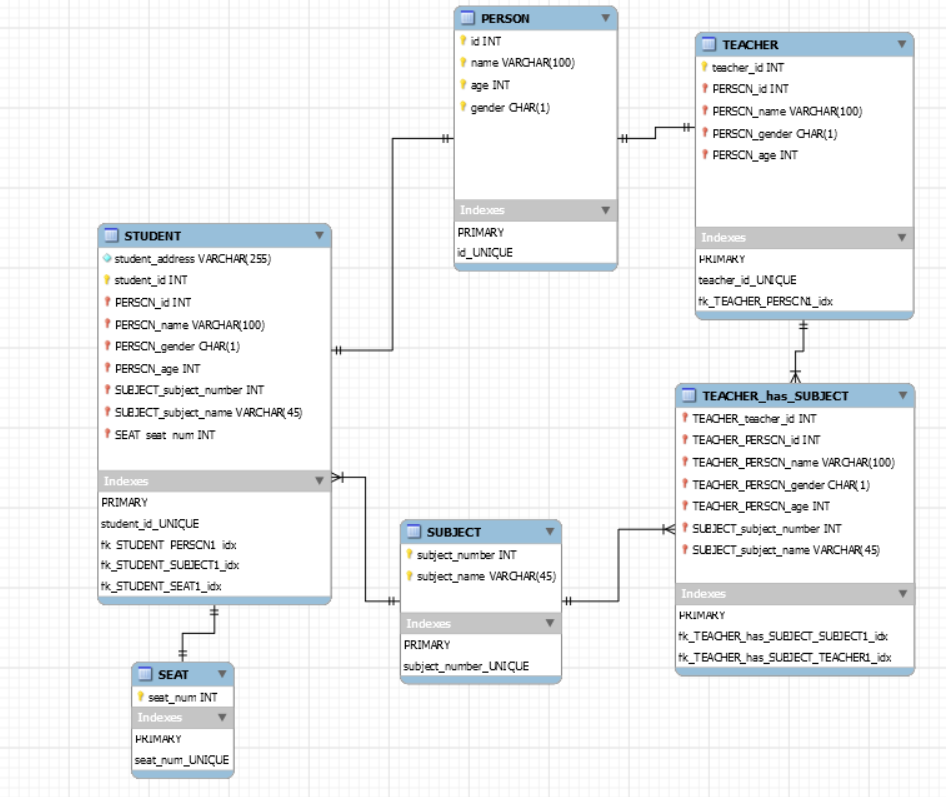 PERSON
id INT
name VARCHAR(100)
age INT
gender CHAR(1)
Indexes
PRIMARY
id_UNIQUE
TEACHER
teacher_id INT
PERSON_id INT
PERSON_name VARCHAR(100)
PERSON_gender CHAR(1)
PERSON_age INT
Indexes
PRIMARY
teacher_id_UNIQUE
fk_TEACHER_PERSON1_idx
STUDENT
student_address VARCHAR(255)
student_id INT
PERSON_id INT
PERSON_name VARCHAR(100)
PERSON_gender CHAR(1)
PERSON_age INT
SUBJECT_subject_number INT
SUBJECT_subject_name VARCHAR(45)
SEAT_seat_num INT
Indexes
PRIMARY
student_id_UNIQUE
fk_STUDENT_PERSON1_idx
fk_STUDENT_SUBJECT1_idx
fk_STUDENT_SEAT1_idx
TEACHER_has_SUBJECT
TEACHER_teacher_id INT
TEACHER_PERSON_id INT
TEACHER_PERSON_name VARCHAR(100)
TEACHER_PERSON_gender CHAR(1)
TEACHER_PERSON_age INT
SUBJECT_subject_number INT
SUBJECT_subject_name VARCHAR(45)
Indexes
PRIMARY
fk_TEACHER_has_SUBJECT_SUBJECT1_idx
fk_TEACHER_has_SUBJECT_TEACHER1_idx
SUBJECT
subject_number INT
subject_name VARCHAR(45)
Indexes
PRIMARY
subject_number_UNIQUE
SEAT
seat_num INT
Indexes
PRIMARY
seat_num_UNIQUE